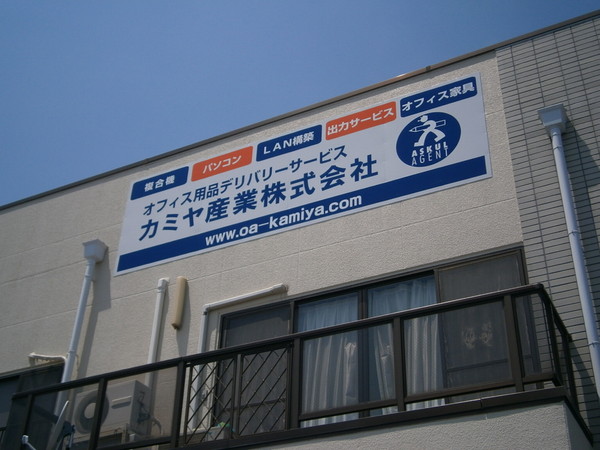 複合機 パソコン LAN構築 出力サービス オフィス家具
オフィス用品デリバリーサービス
カミヤ産業株式会社
www.oa-kamiya.com
ASKUL
AGENT